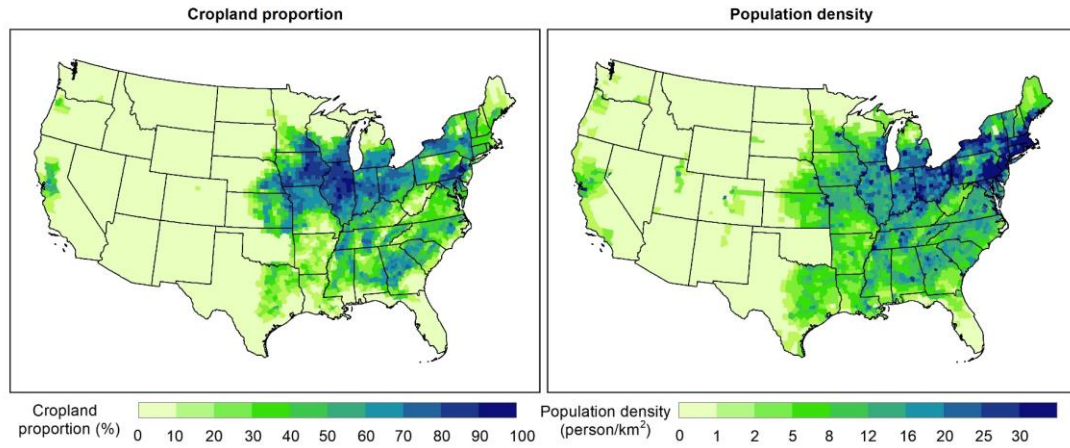 Cropland proportion
Population density
Cropland
proportion (%)
0 10 20 30 40 50 60 70 80 90 100
Population density
(person/km²)
0 1 2 5 8 12 16 20 25 30